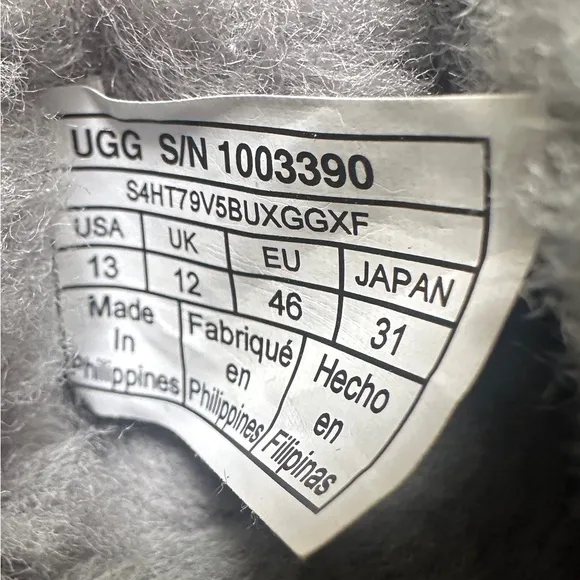 UGG S/N 1003390
S4HT79V5BUXGGXF
USA UK EU JAPAN
13 12 46 31
Made In Philippines
Fabriqué en Philippines
Hecho en Filipinas